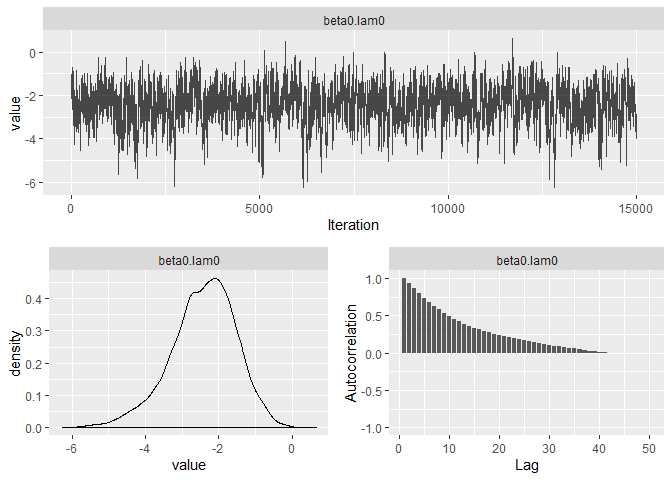 beta0.lam0
value
0
-2
-4
-6
0 5000 10000 15000
Iteration
beta0.lam0
density
0.4
0.3
0.2
0.1
0.0
-6 -4 -2 0
value
beta0.lam0
Autocorrelation
1.0
0.5
0.0
-0.5
-1.0
0 10 20 30 40 50
Lag